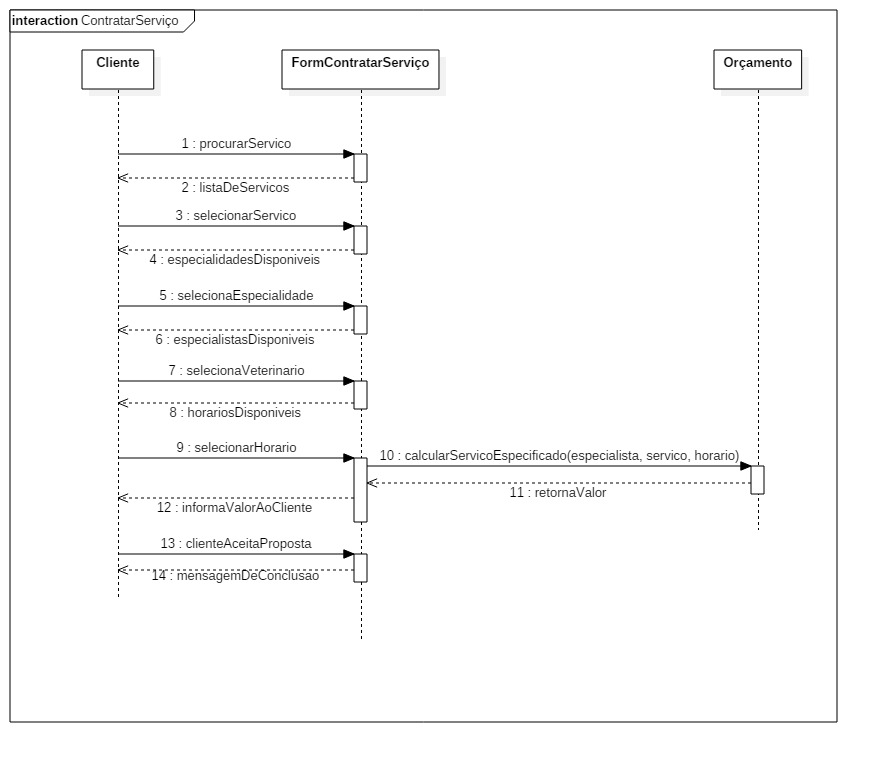 interaction ContratarServiço
Cliente
FormContratarServiço
Orçamento
1 : procurarServico
2 : listaDeServicos
3 : selecionarServico
4 : especialidadesDisponiveis
5 : selecionaEspecialidade
6 : especialistasDisponiveis
7 : selecionaVeterinario
8 : horariosDisponiveis
9 : selecionarHorario
10 : calcularServicoEspecificado(especialista, servico, horario)
11 : retornaValor
12 : informaValorAoCliente
13 : clienteAceitaProposta
14 : mensagemDeConclusao